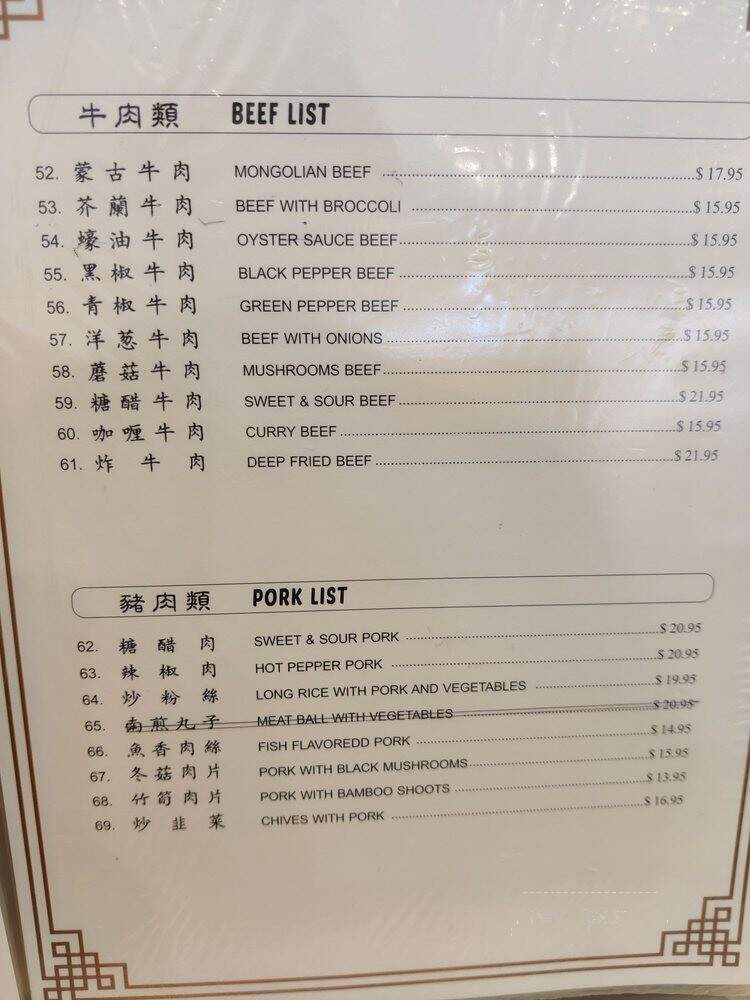 牛肉類 BEEF LIST
52. 蒙古牛肉 MONGOLIAN BEEF $ 17.95
53. 芥蘭牛肉 BEEF WITH BROCCOLI $ 15.95
54. 蠔油牛肉 OYSTER SAUCE BEEF $ 15.95
55. 黑椒牛肉 BLACK PEPPER BEEF $ 15.95
56. 青椒牛肉 GREEN PEPPER BEEF $ 15.95
57. 洋葱牛肉 BEEF WITH ONIONS $ 15.95
58. 蘑菇牛肉 MUSHROOMS BEEF $ 15.95
59. 糖醋牛肉 SWEET & SOUR BEEF $ 21.95
60. 咖喱牛肉 CURRY BEEF $ 15.95
61. 炸牛肉 DEEP FRIED BEEF $ 21.95
豬肉類 PORK LIST
62. 糖醋肉 SWEET & SOUR PORK $ 20.95
63. 辣椒肉 HOT PEPPER PORK $ 20.95
64. 炒粉絲 LONG RICE WITH PORK AND VEGETABLES $ 19.95
65. 南煎丸子 MEAT BALL WITH VEGETABLES $ 20.95
66. 魚香肉絲 FISH FLAVOREDD PORK $ 14.95
67. 冬菇肉片 PORK WITH BLACK MUSHROOMS $ 15.95
68. 竹筍肉片 PORK WITH BAMBOO SHOOTS $ 13.95
69. 炒韭菜 CHIVES WITH PORK $ 16.95